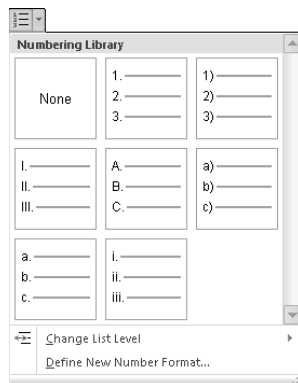 Numbering Library
None
1.
2.
3.
1)
2)
3)
I.
II.
III.
A.
B.
C.
a)
b)
c)
a.
b.
c.
i.
ii.
iii.
Change List Level
Define New Number Format...